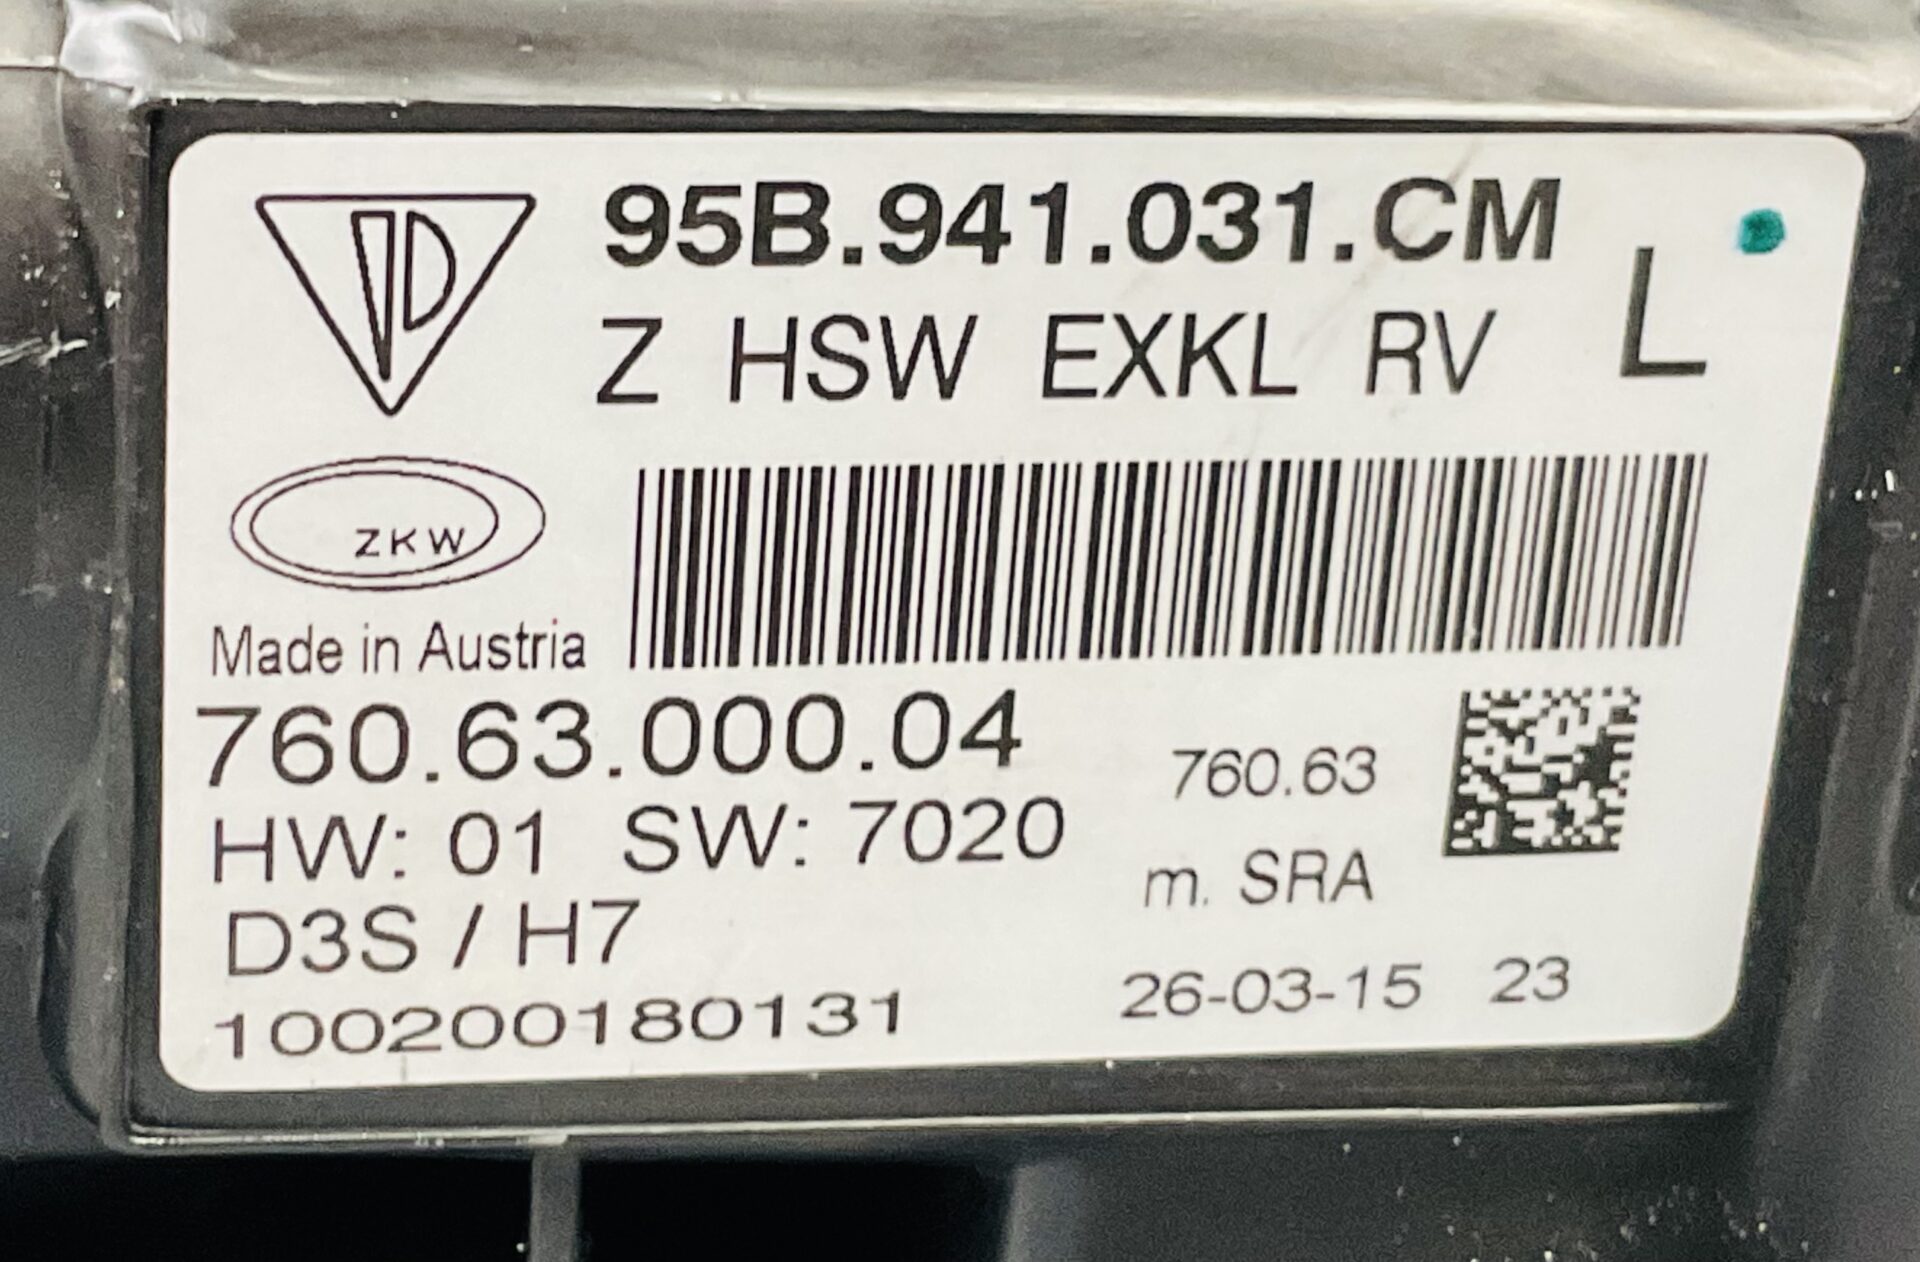 95B.941.031.CM
Z HSW EXKL RV L
ZKW
Made in Austria
760.63.000.04
760.63
HW: 01 SW: 7020
m. SRA
D3S / H7
26-03-15 23
100200180131